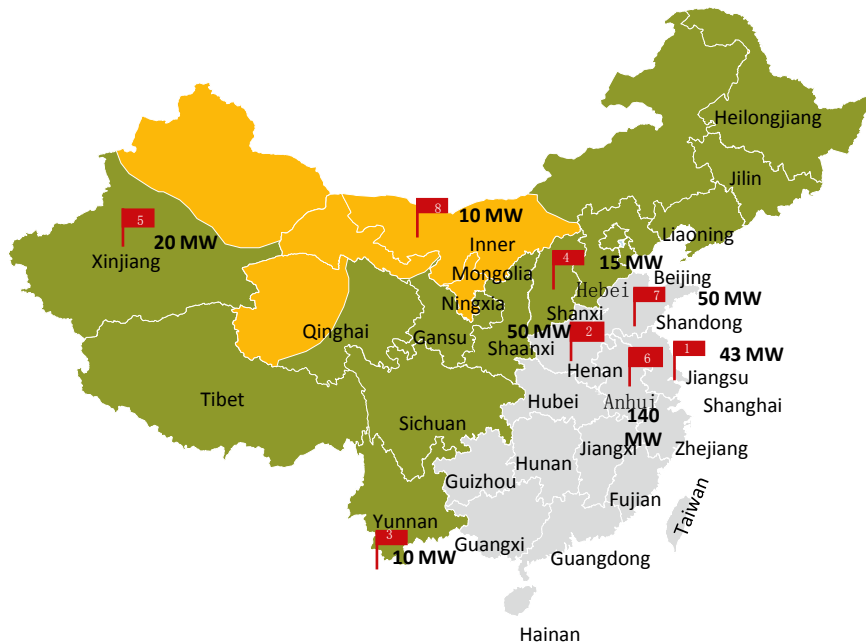 Heilongjiang
Jilin
5
8
10 MW
Liaoning
20 MW
Inner
Mongolia
Xinjiang
4
15 MW
Beijing
Hebei
7
50 MW
Ningxia
Shanxi
Shandong
Qinghai
Gansu
50 MW
2
Shaanxi
6
1
43 MW
Henan
Jiangsu
Tibet
Hubei
Anhui
Shanghai
140
MW
Sichuan
Jiangxi
Zhejiang
Hunan
Guizhou
Fujian
Taiwan
Yunnan
3
10 MW
Guangxi
Guangdong
Hainan